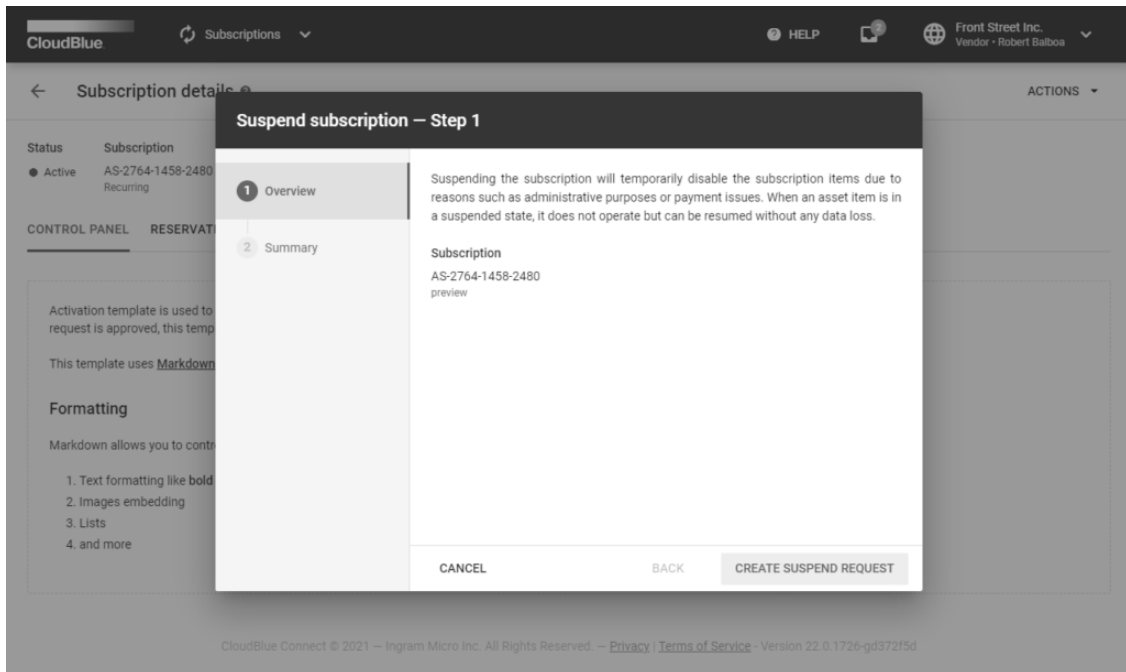 CloudBlue
Subscriptions
HELP
2
Front Street Inc.
Vendor • Robert Balboa
Subscription details
ACTIONS
Status
Subscription
Active
AS-2764-1458-2480
Recurring
CONTROL PANEL
RESERVATI
Activation template is used to
request is approved, this temp
This template uses Markdown
Formatting
Markdown allows you to contr
1. Text formatting like bold
2. Images embedding
3. Lists
4. and more
Suspend subscription — Step 1
1 Overview
2 Summary
Suspending the subscription will temporarily disable the subscription items due to
reasons such as administrative purposes or payment issues. When an asset item is in
a suspended state, it does not operate but can be resumed without any data loss.
Subscription
AS-2764-1458-2480
preview
CANCEL
BACK
CREATE SUSPEND REQUEST
CloudBlue Connect © 2021 — Ingram Micro Inc. All Rights Reserved. — Privacy | Terms of Service - Version 22.0.1726-gd372f5d